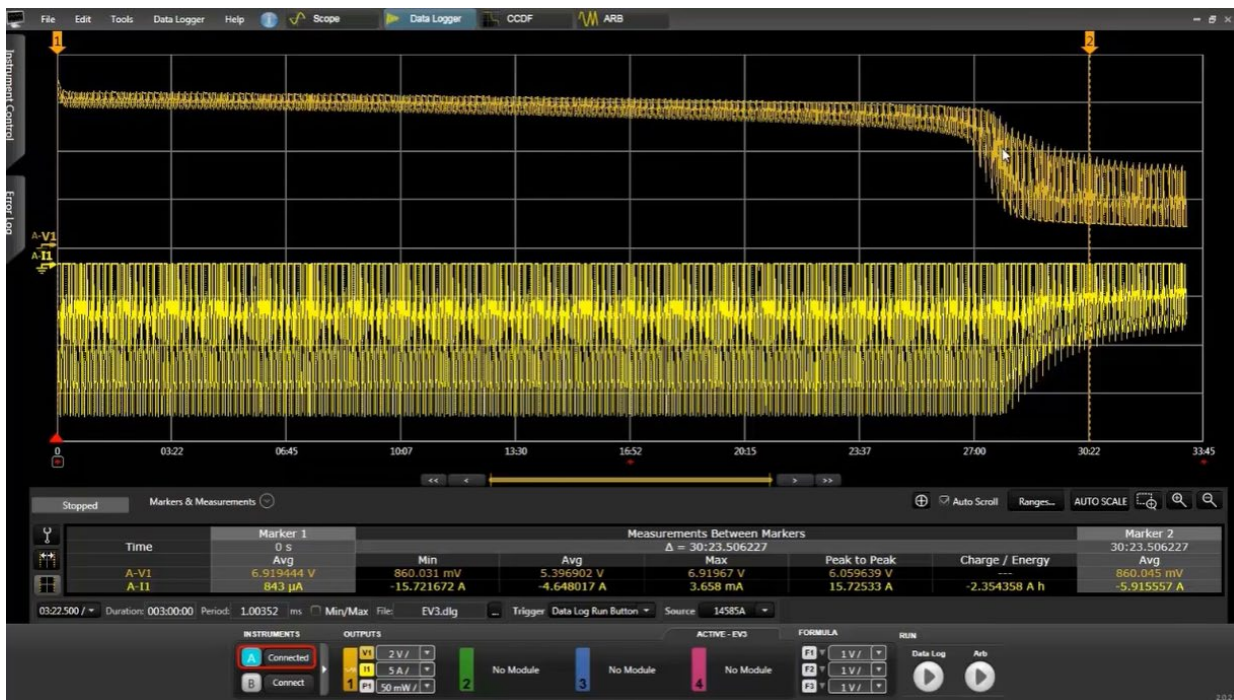 File Edit Tools Data Logger Help Scope Data Logger CCDF ARB
Instrument Control
Error Log
1 2
A-V1
A-I1
0 03:22 06:45 10:07 13:30 16:52 20:15 23:37 27:00 30:22 33:45
<< < > >>
Stopped Markers & Measurements Auto Scroll Ranges... AUTO SCALE
Marker 1 Measurements Between Markers Marker 2
Time 0 s Δ = 30:23.506227 30:23.506227
Avg Min Avg Max Peak to Peak Charge / Energy Avg
A-V1 6.919444 V 860.031 mV 5.396902 V 6.91967 V 6.059639 V --- 860.045 mV
A-I1 843 µA -15.721672 A -4.648017 A 3.658 mA 15.72533 A -2.354358 A h -5.915557 A
03:22.500 / Duration: 003:00:00 Period: 1.00352 ms Min/Max File: EV3.dlg ... Trigger Data Log Run Button Source 14585A
INSTRUMENTS OUTPUTS ACTIVE - EV3 FORMULA RUN
A Connected V1 2 V / F1 1 V / Data Log Arb
1 I1 5 A / 2 No Module 3 No Module 4 No Module F2 1 V /
B Connect P1 50 mW / F3 1 V /